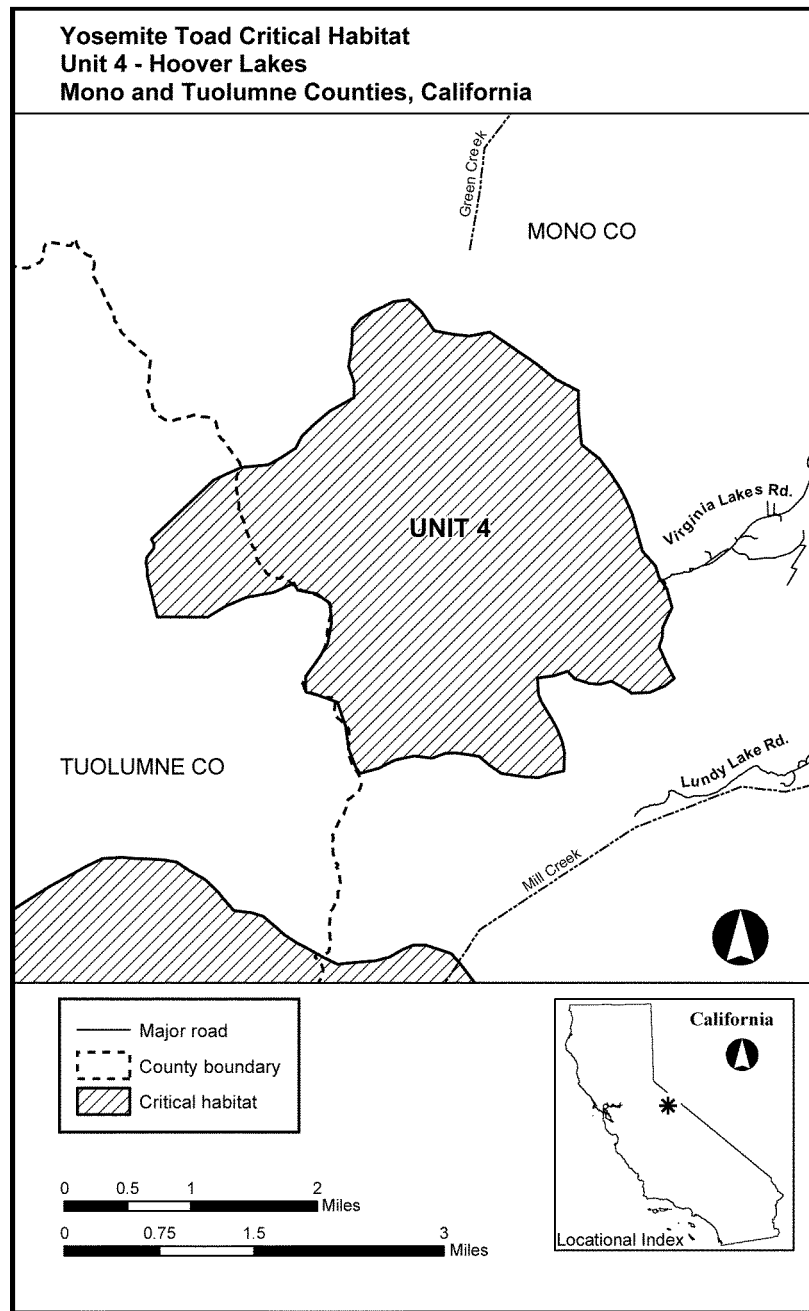 Yosemite Toad Critical Habitat
Unit 4 - Hoover Lakes
Mono and Tuolumne Counties, California
Green Creek
MONO CO
Virginia Lakes Rd.
UNIT 4
TUOLUMNE CO
Lundy Lake Rd.
Mill Creek
Major road
County boundary
Critical habitat
California
Locational Index
0 0.5 1 2
Miles
0 0.75 1.5 3
Miles